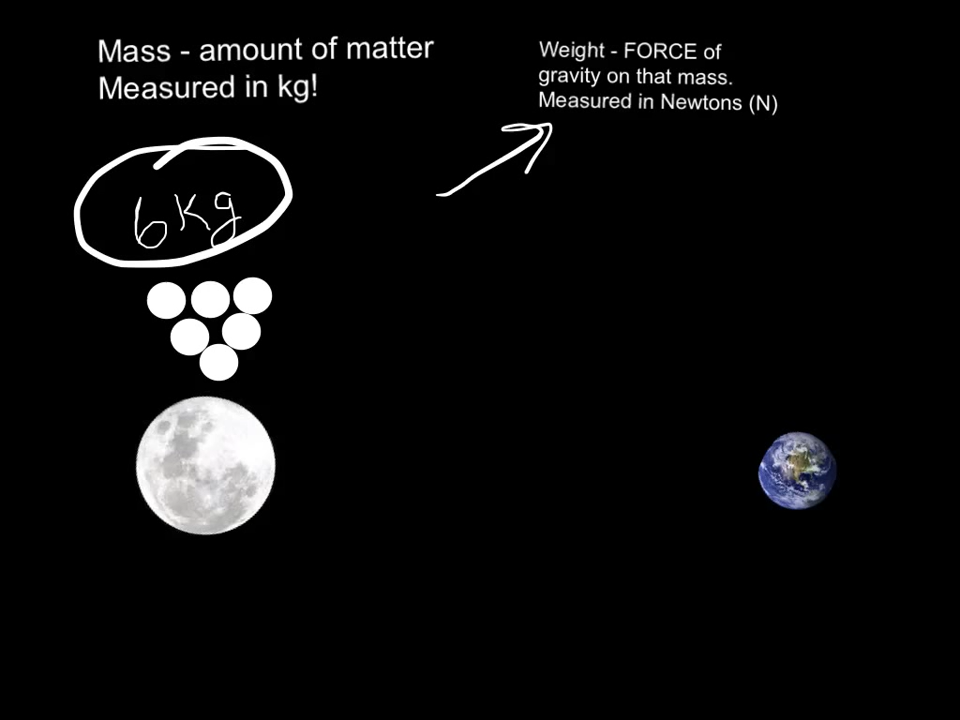 Mass - amount of matter
Measured in kg!
Weight - FORCE of
gravity on that mass.
Measured in Newtons (N)
6kg